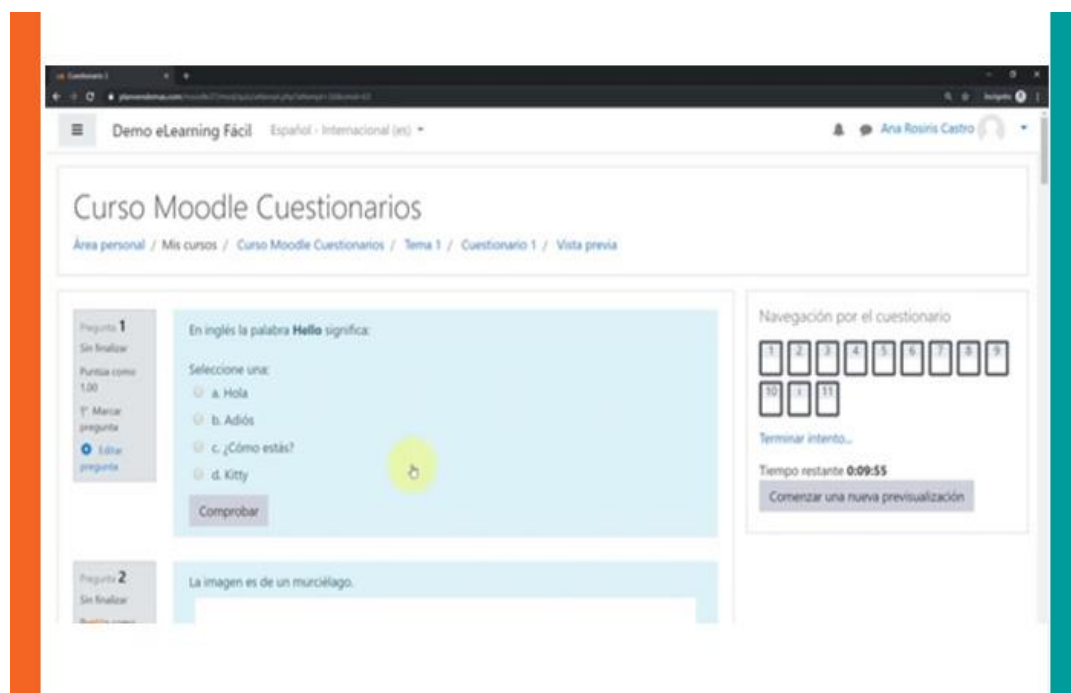 Cuestionario 1
Demo eLearning Fácil Español - Internacional (es)
Ana Rosiris Castro
Curso Moodle Cuestionarios
Área personal / Mis cursos / Curso Moodle Cuestionarios / Tema 1 / Cuestionario 1 / Vista previa
Pregunta 1
Sin finalizar
Puntúa como
1,00
Marcar
pregunta
Editar
pregunta
En inglés la palabra Hello significa:
Seleccione una:
a. Hola
b. Adiós
c. ¿Cómo estás?
d. Kitty
Comprobar
Navegación por el cuestionario
1 2 3 4 5 6 7 8 9
10 i 11
Terminar intento...
Tiempo restante 0:09:55
Comenzar una nueva previsualización
Pregunta 2
Sin finalizar
La imagen es de un murciélago.